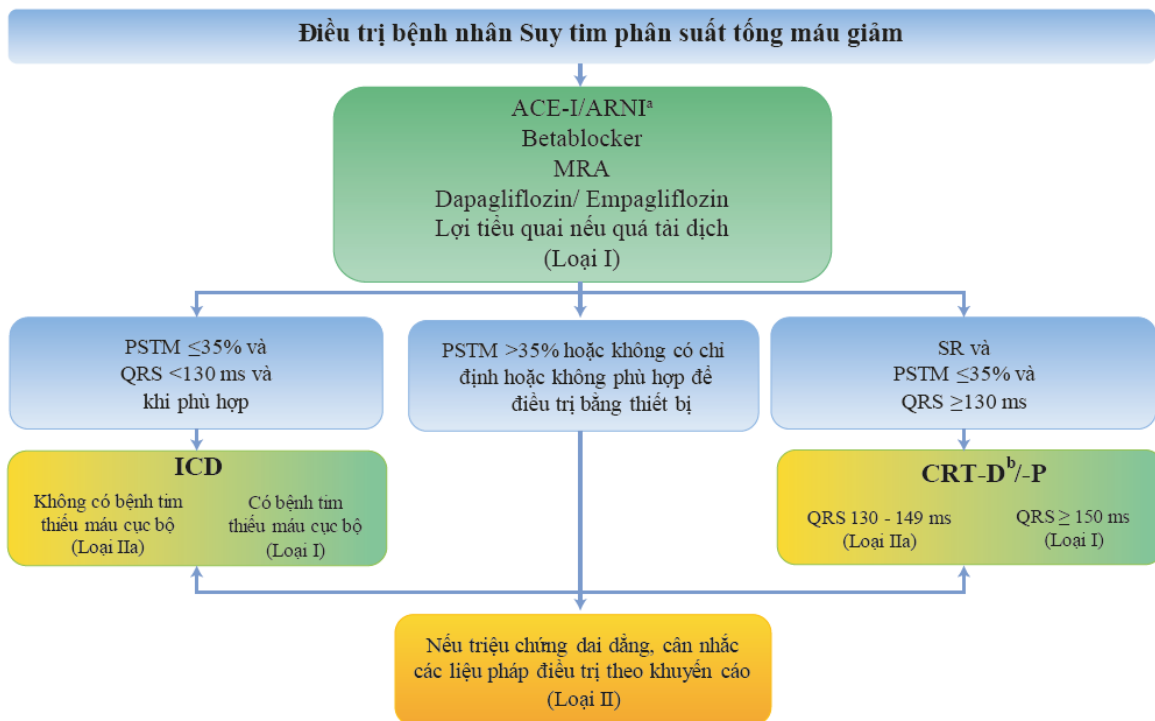 Điều trị bệnh nhân Suy tim phân suất tống máu giảm
ACE-I/ARNIᵃ
Betablocker
MRA
Dapagliflozin/ Empagliflozin
Lợi tiểu quai nếu quá tải dịch
(Loại I)
PSTM ≤35% và
QRS <130 ms và
khi phù hợp
PSTM >35% hoặc không có chỉ
định hoặc không phù hợp để
điều trị bằng thiết bị
SR và
PSTM ≤35% và
QRS ≥130 ms
ICD
Không có bệnh tim
thiếu máu cục bộ
(Loại IIa)
Có bệnh tim
thiếu máu cục bộ
(Loại I)
CRT-Dᵇ/-P
QRS 130 - 149 ms
(Loại IIa)
QRS ≥ 150 ms
(Loại I)
Nếu triệu chứng dai dẳng, cân nhắc
các liệu pháp điều trị theo khuyến cáo
(Loại II)